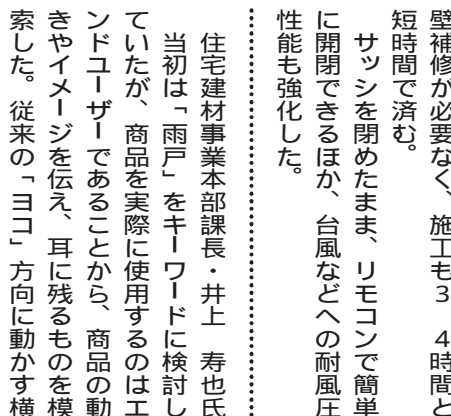 壁補修が必要なく、施工も3 4時間と
短時間で済む。
サッシを閉めたまま、リモコンで簡単
に開閉できるほか、台風などへの耐風圧
性能も強化した。
住宅建材事業本部課長・井上 寿也氏
当初は「雨戸」をキーワードに検討し
ていたが、商品を実際に使用するのはエ
ンドユーザーであることから、商品の動
きやイメージを伝え、耳に残るものを模
索した。従来の「ヨコ」方向に動かす横